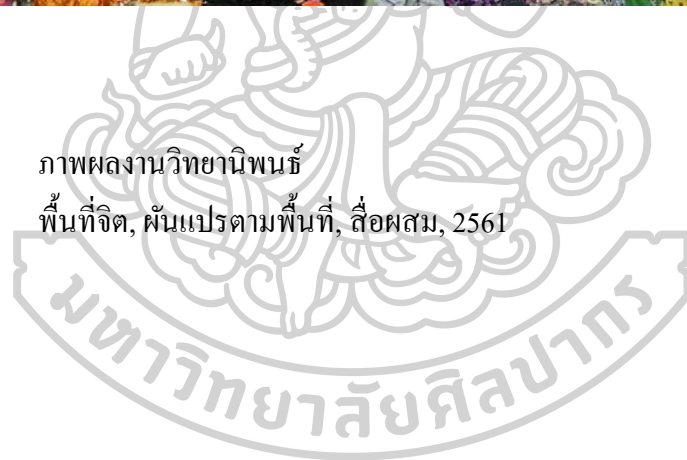 ภาพผลงานวิทยานิพนธ์
พื้นที่จิต, ผันแปรตามพื้นที่, สื่อผสม, 2561
มหาวิทยาลัยศิลปากร